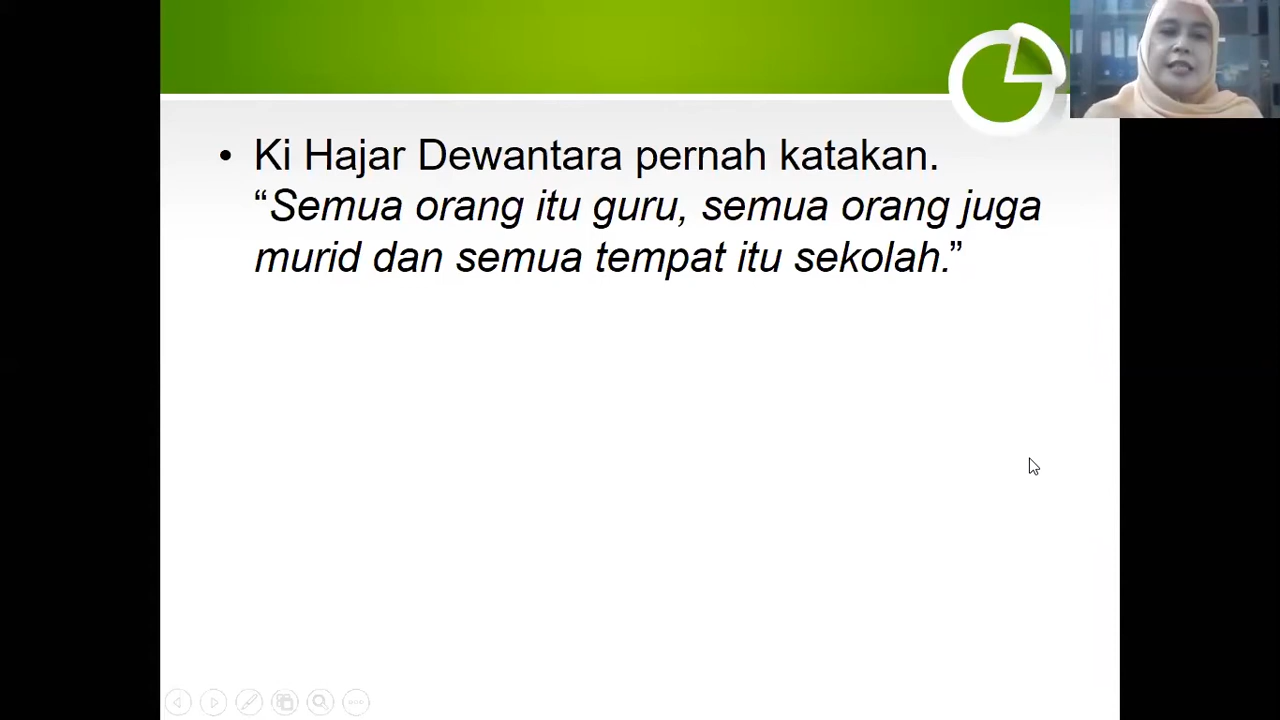 • Ki Hajar Dewantara pernah katakan.
“Semua orang itu guru, semua orang juga
murid dan semua tempat itu sekolah.”